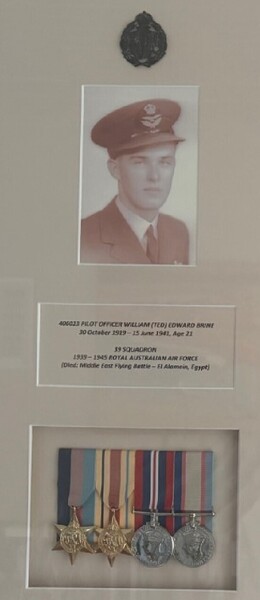 406023 PILOT OFFICER WILLIAM (TED) EDWARD BRINE
30 October 1919 – 15 June 1941, Age 21
39 SQUADRON
1939 – 1945 ROYAL AUSTRALIAN AIR FORCE
(Died: Middle East Flying Battle – El Alamein, Egypt)